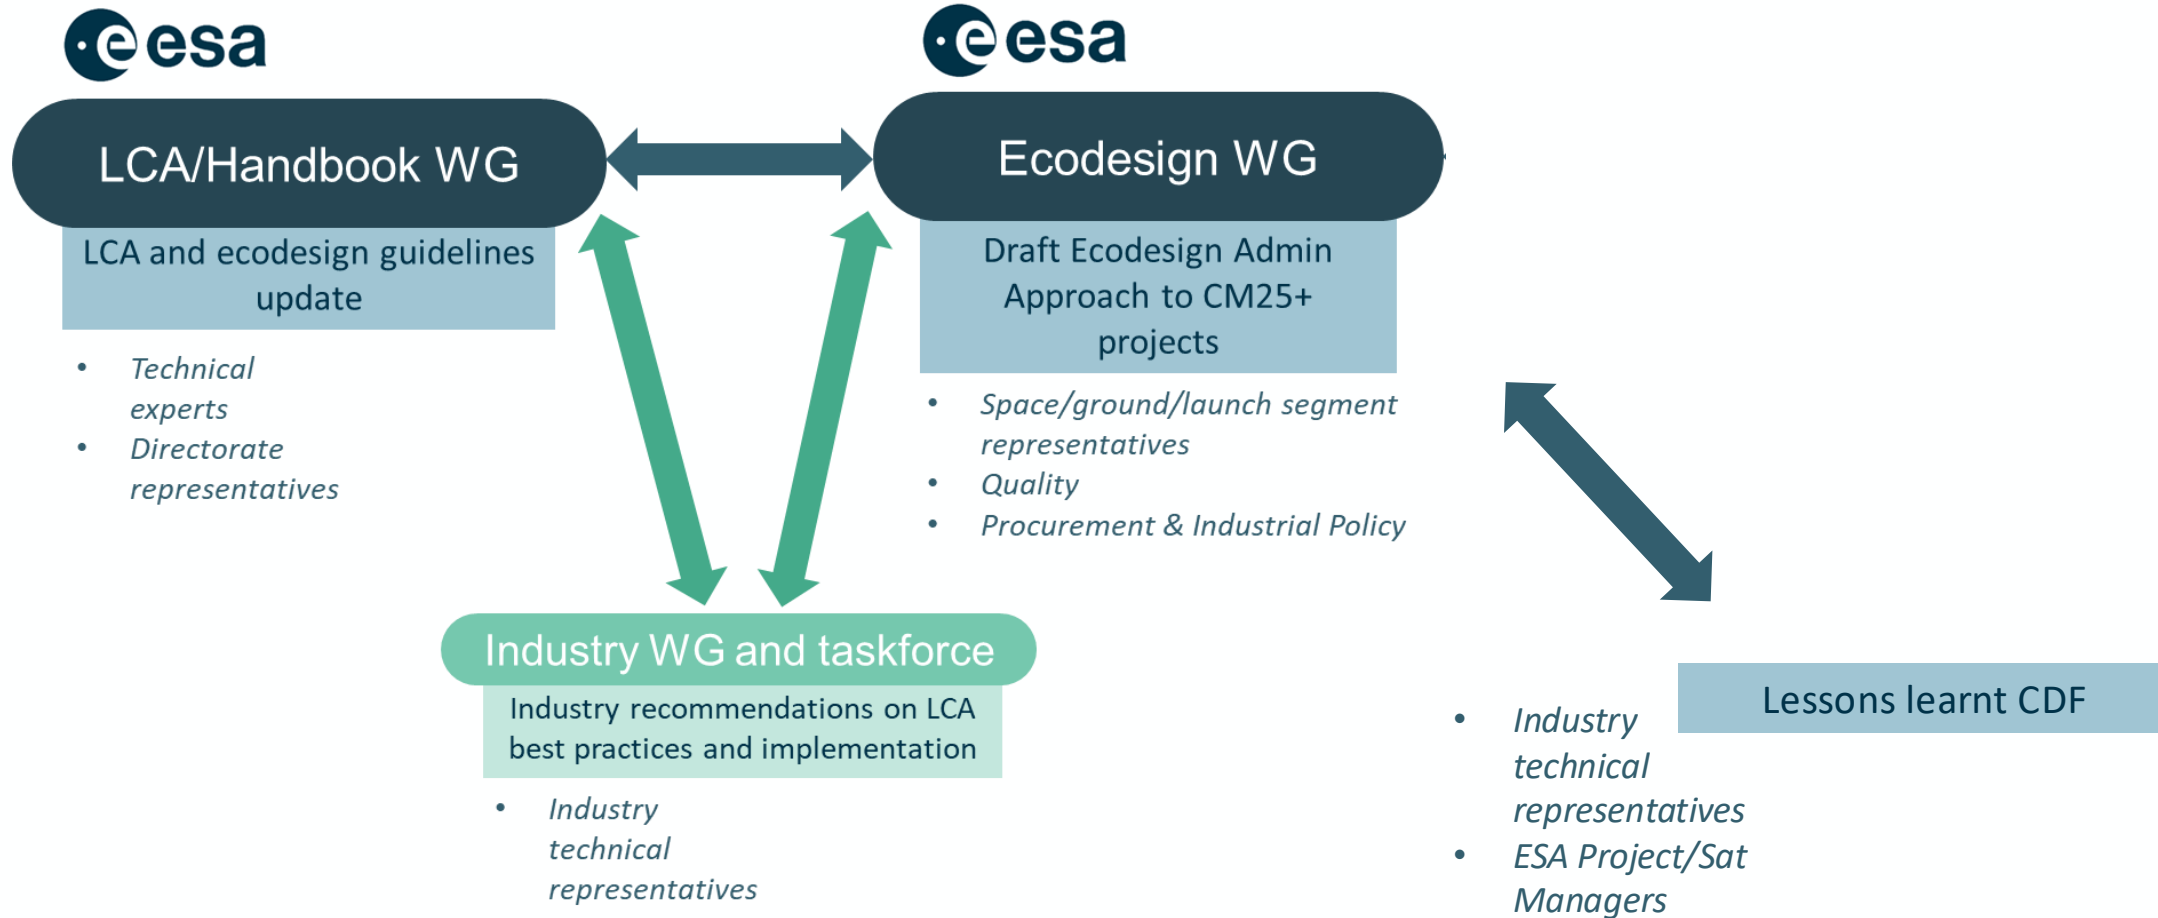 esa
LCA/Handbook WG
LCA and ecodesign guidelines
update
• Technical
experts
• Directorate
representatives
esa
Ecodesign WG
Draft Ecodesign Admin
Approach to CM25+
projects
• Space/ground/launch segment
representatives
• Quality
• Procurement & Industrial Policy
Industry WG and taskforce
Industry recommendations on LCA
best practices and implementation
• Industry
technical
representatives
Lessons learnt CDF
• Industry
technical
representatives
• ESA Project/Sat
Managers